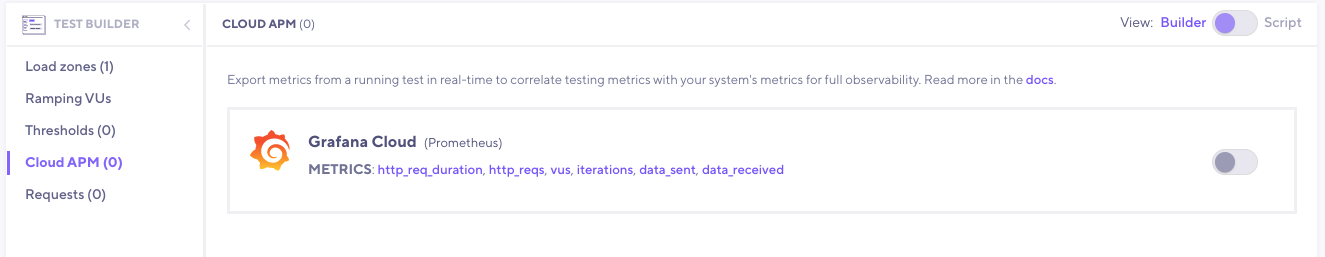 TEST BUILDER
Load zones (1)
Ramping VUs
Thresholds (0)
Cloud APM (0)
Requests (0)
CLOUD APM (0)
View: Builder Script
Export metrics from a running test in real-time to correlate testing metrics with your system's metrics for full observability. Read more in the docs.
Grafana Cloud (Prometheus)
METRICS: http_req_duration, http_reqs, vus, iterations, data_sent, data_received